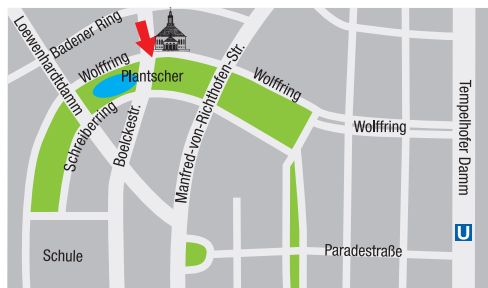 Loewenhardtdamm
Badener Ring
Wolffring
Plantscher
Schreiberring
Boelckestr.
Manfred-von-Richthofen-Str.
Wolffring
Wolffring
Tempelhofer Damm
U
Paradestraße
Schule